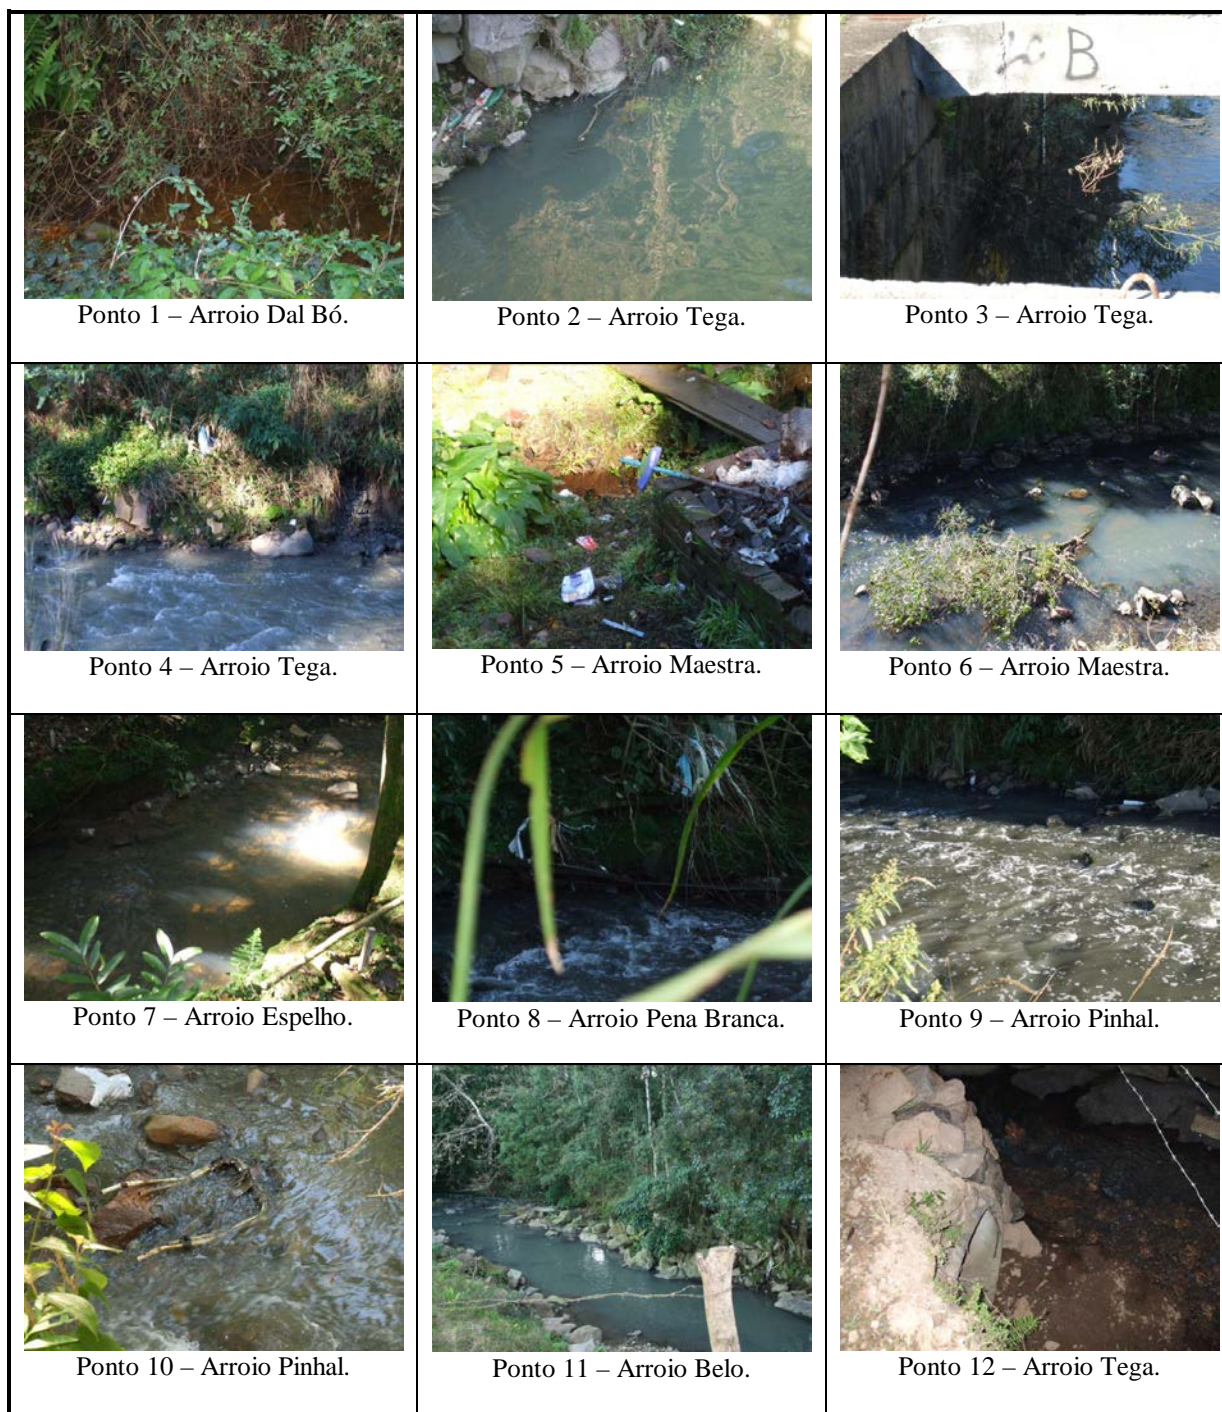 B
Ponto 1 – Arroio Dal Bó.
Ponto 2 – Arroio Tega.
Ponto 3 – Arroio Tega.
Ponto 4 – Arroio Tega.
Ponto 5 – Arroio Maestra.
Ponto 6 – Arroio Maestra.
Ponto 7 – Arroio Espelho.
Ponto 8 – Arroio Pena Branca.
Ponto 9 – Arroio Pinhal.
Ponto 10 – Arroio Pinhal.
Ponto 11 – Arroio Belo.
Ponto 12 – Arroio Tega.